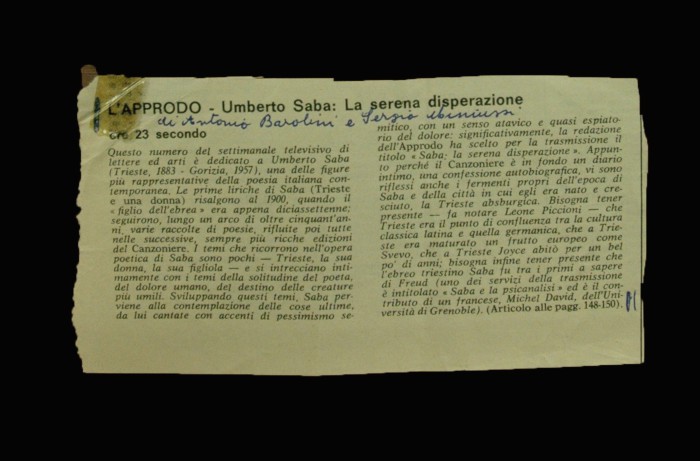 L'APPRODO - Umberto Saba: La serena disperazione
di Antonio Barolini e Sergio Miniussi
ore 23 secondo
Questo numero del settimanale televisivo di
lettere ed arti è dedicato a Umberto Saba
(Trieste, 1883 - Gorizia, 1957), una delle figure
più rappresentative della poesia italiana con-
temporanea. Le prime liriche di Saba (Trieste
e una donna) risalgono al 1900, quando il
« figlio dell'ebrea » era appena diciassettenne;
seguirono, lungo un arco di oltre cinquant'an-
ni, varie raccolte di poesie, rifluite poi tutte
nelle successive, sempre più ricche edizioni
del Canzoniere. I temi che ricorrono nell'opera
poetica di Saba sono pochi — Trieste, la sua
donna, la sua figliola — e si intrecciano inti-
mamente con i temi della solitudine del poeta,
del dolore umano, del destino delle creature
più umili. Sviluppando questi temi, Saba per-
viene alla contemplazione delle cose ultime,
da lui cantate con accenti di pessimismo se-
mitico, con un senso atavico e quasi espiato-
rio del dolore: significativamente, la redazione
dell'Approdo ha scelto per la trasmissione il
titolo « Saba: la serena disperazione ». Appun-
to perché il Canzoniere è in fondo un diario
intimo, una confessione autobiografica, vi sono
riflessi anche i fermenti propri dell'epoca di
Saba e della città in cui egli era nato e cre-
sciuto, la Trieste absburgica. Bisogna tener
presente — fa notare Leone Piccioni — che
Trieste era il punto di confluenza tra la cultura
classica latina e quella germanica, che a Trie-
ste era maturato un frutto europeo come
Svevo, che a Trieste Joyce abitò per un bel
po' di anni; bisogna infine tener presente che
l'ebreo triestino Saba fu tra i primi a sapere
di Freud (uno dei servizi della trasmissione
è intitolato « Saba e la psicanalisi » ed è il con-
tributo di un francese, Michel David, dell'Uni-
versità di Grenoble). (Articolo alle pagg. 148-150).